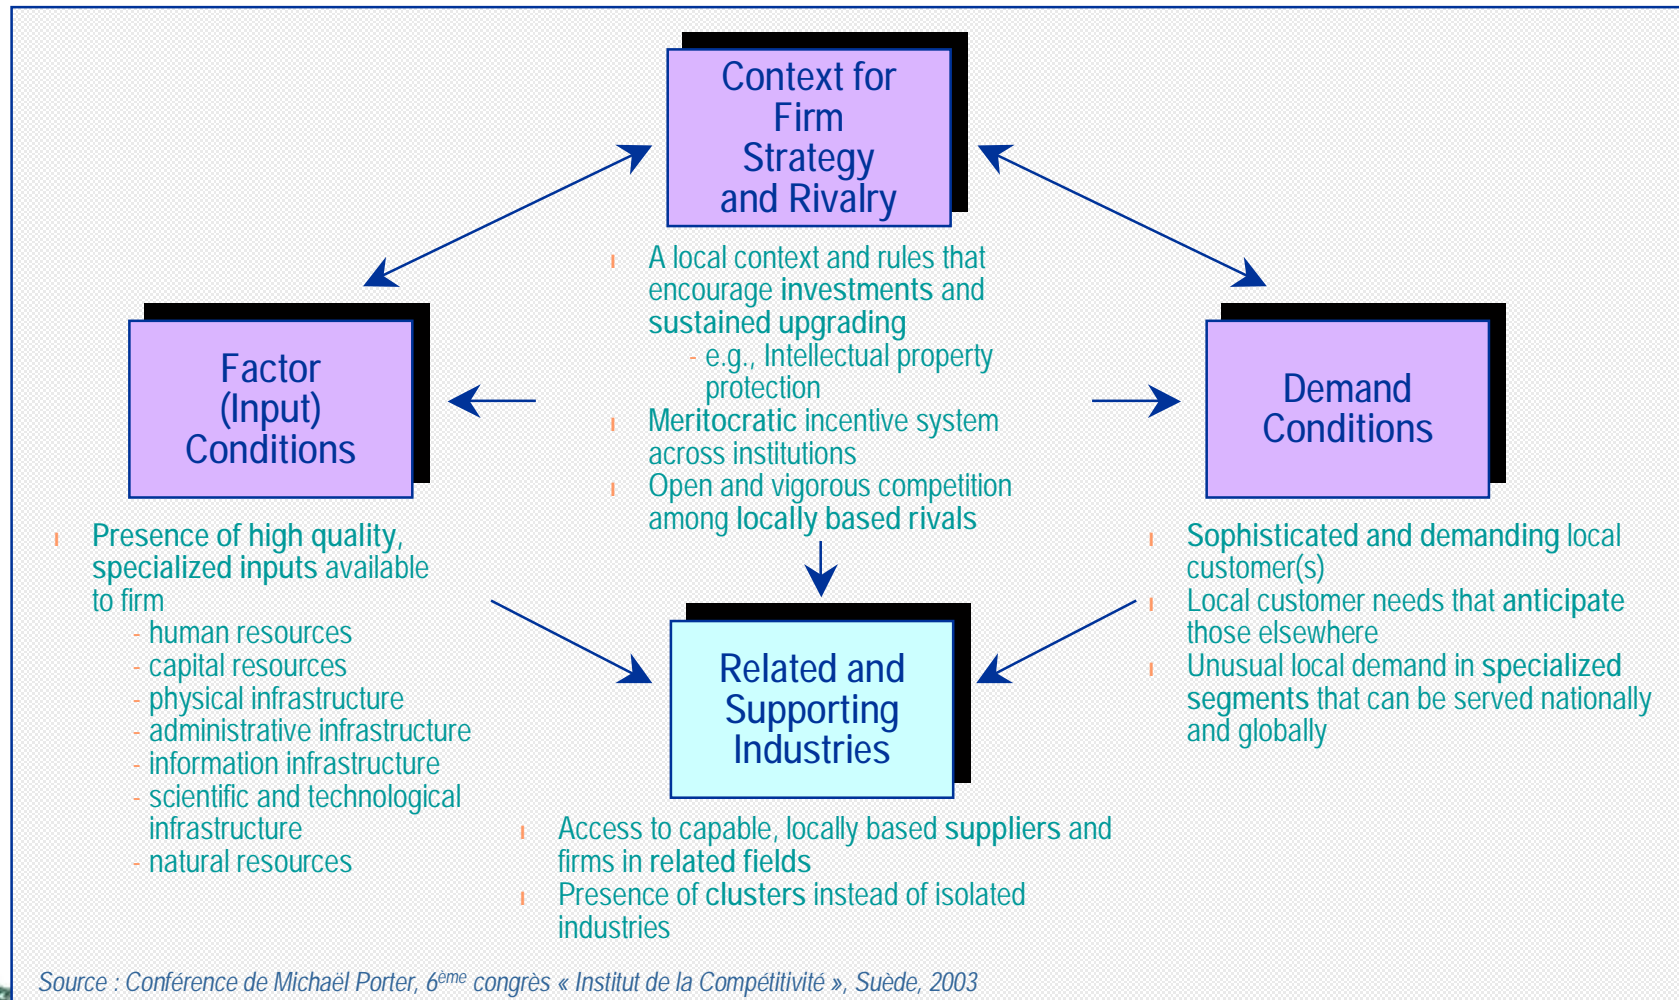 Context for
Firm
Strategy
and Rivalry
A local context and rules that
encourage investments and
sustained upgrading
- e.g., Intellectual property
protection
Meritocratic incentive system
across institutions
Open and vigorous competition
among locally based rivals
Factor
(Input)
Conditions
Presence of high quality,
specialized inputs available
to firm
- human resources
- capital resources
- physical infrastructure
- administrative infrastructure
- information infrastructure
- scientific and technological
infrastructure
- natural resources
Demand
Conditions
Sophisticated and demanding local
customer(s)
Local customer needs that anticipate
those elsewhere
Unusual local demand in specialized
segments that can be served nationally
and globally
Related and
Supporting
Industries
Access to capable, locally based suppliers and
firms in related fields
Presence of clusters instead of isolated
industries
Source : Conférence de Michaël Porter, 6ème congrès « Institut de la Compétitivité », Suède, 2003